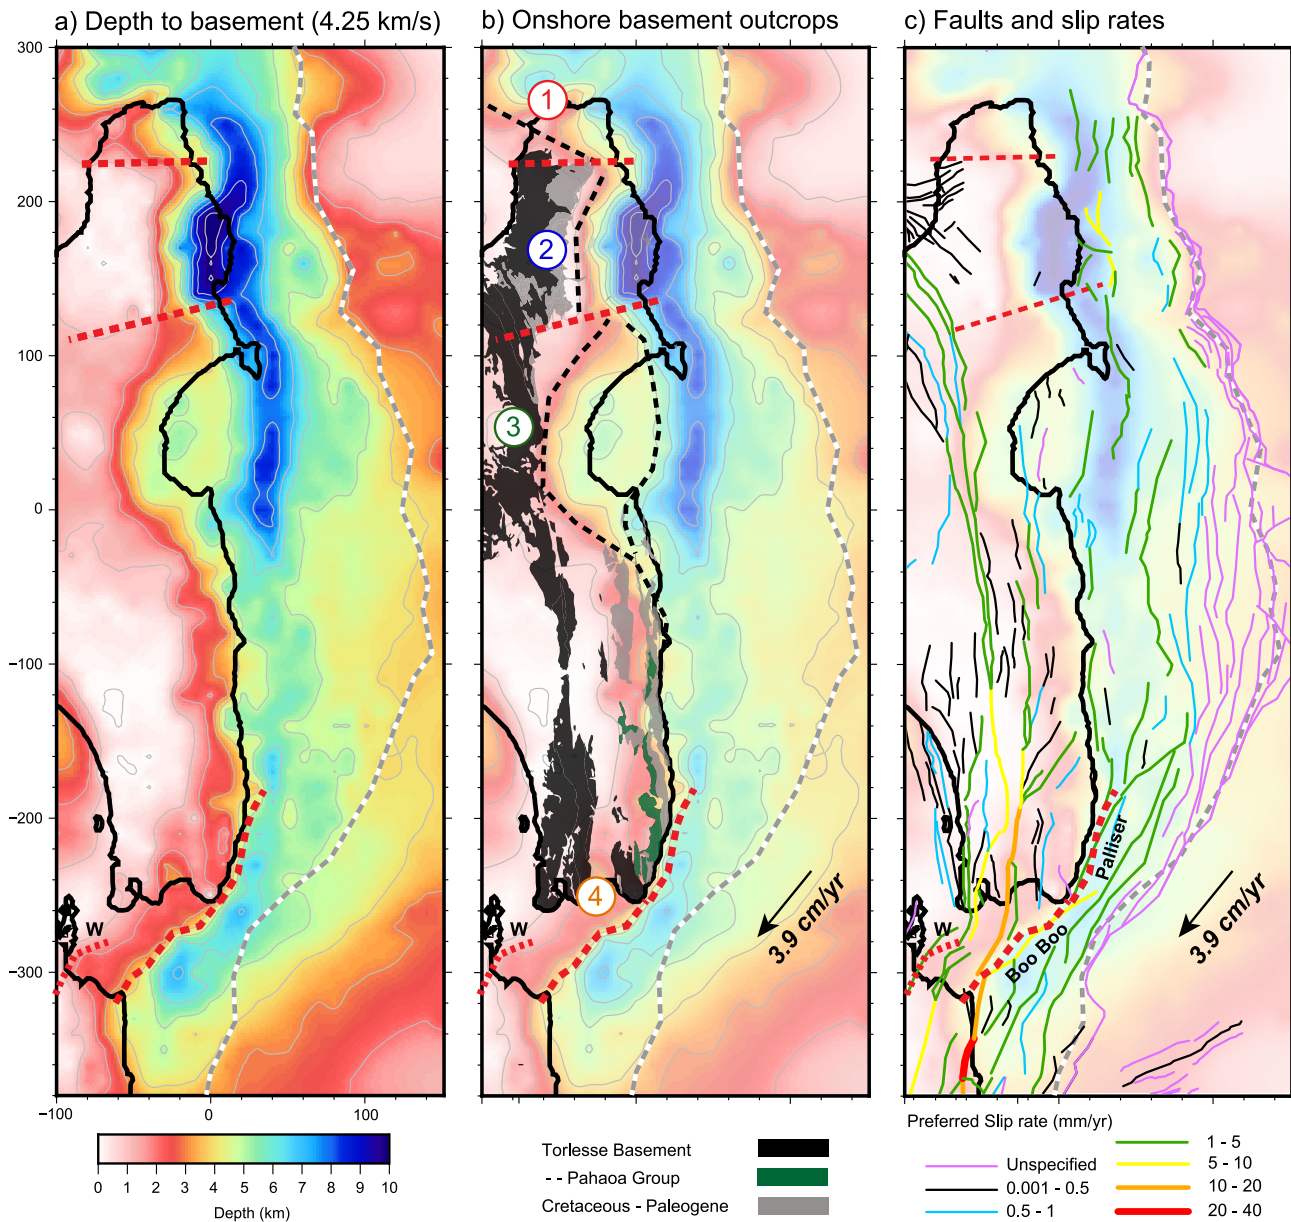 a) Depth to basement (4.25 km/s)
b) Onshore basement outcrops
c) Faults and slip rates
300
200
100
0
−100
−200
−300
−100
0
100
W
1
2
3
4
W
3.9 cm/yr
W
Palliser
Boo Boo
3.9 cm/yr
0 1 2 3 4 5 6 7 8 9 10
Depth (km)
Torlesse Basement
- - Pahaoa Group
Cretaceous - Paleogene
Preferred Slip rate (mm/yr)
Unspecified
0.001 - 0.5
0.5 - 1
1 - 5
5 - 10
10 - 20
20 - 40